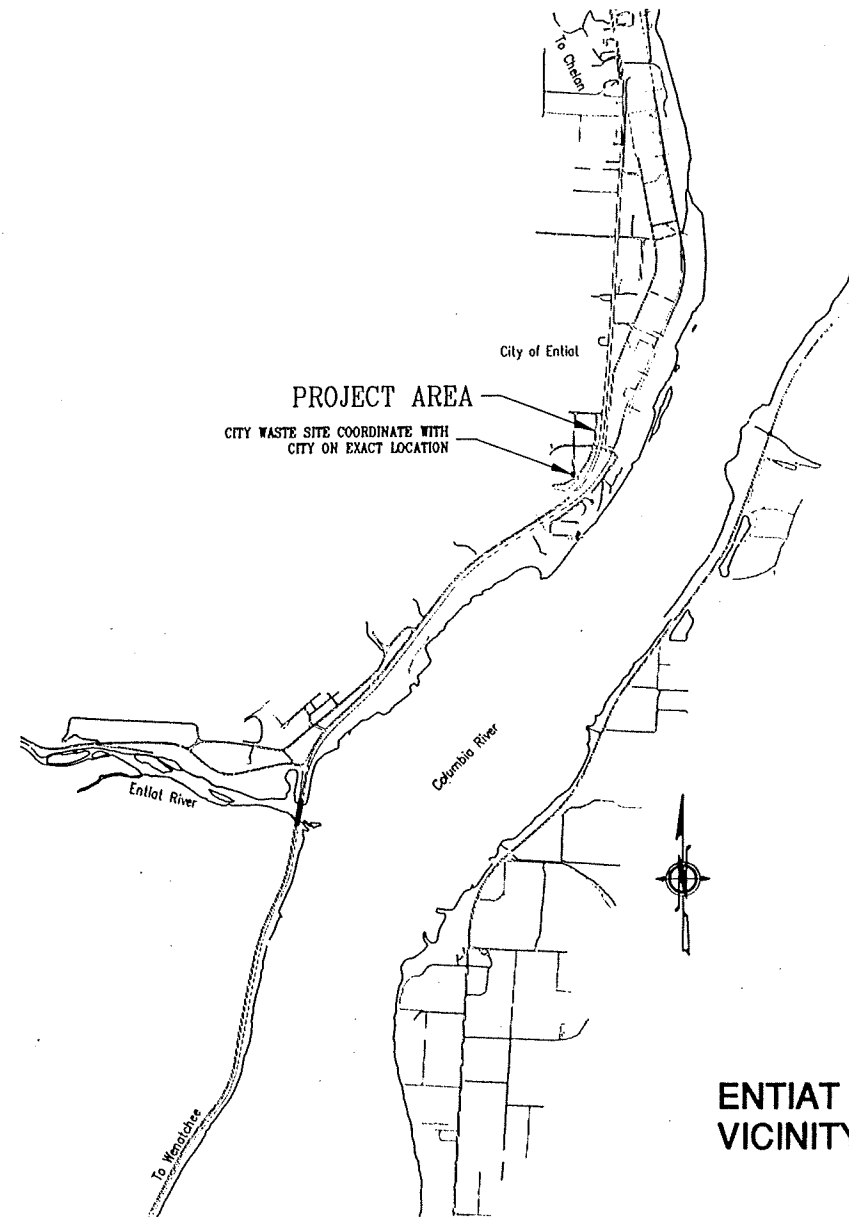 To Chelan
City of Entiat
PROJECT AREA
CITY WASTE SITE COORDINATE WITH
CITY ON EXACT LOCATION
Columbia River
Entiat River
To Wenatchee
ENTIAT
VICINITY